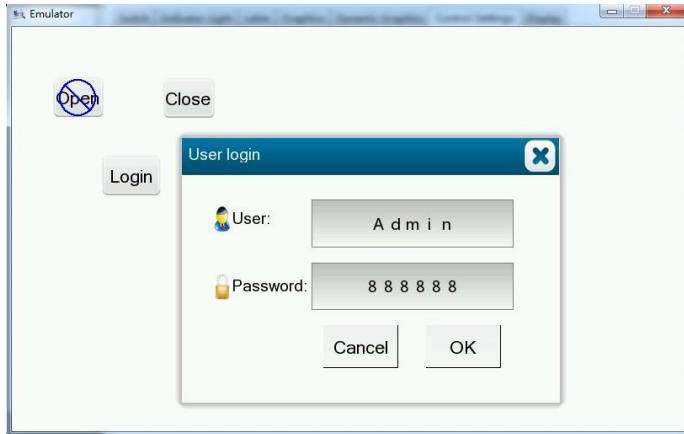 Emulator
Open
Close
Login
User login
User:
Admin
Password:
888888
Cancel
OK